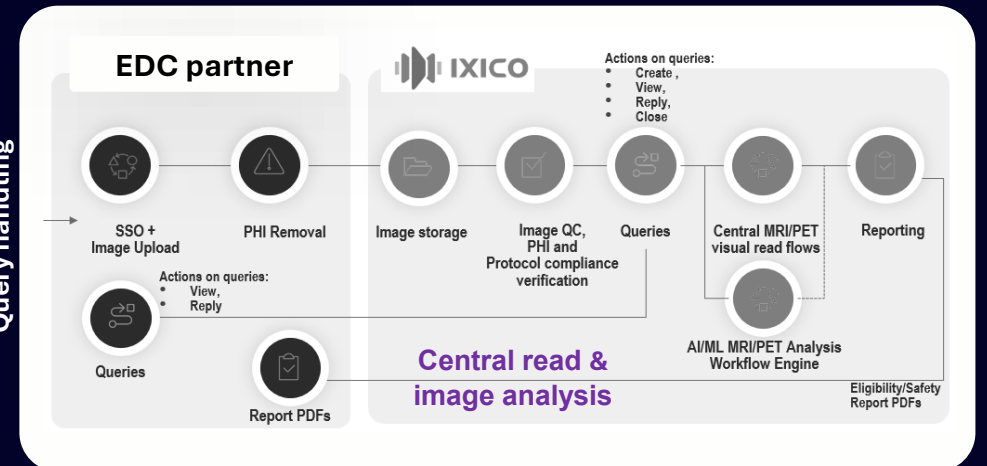 Query handling
EDC partner
IXICO
Actions on queries:
• Create ,
• View,
• Reply,
• Close
SSO +
Image Upload
PHI Removal
Image storage
Image QC,
PHI and
Protocol compliance
verification
Queries
Central MRI/PET
visual read flows
Reporting
Actions on queries:
• View,
• Reply
Queries
Report PDFs
Central read &
image analysis
AI/ML MRI/PET Analysis
Workflow Engine
Eligibility/Safety
Report PDFs